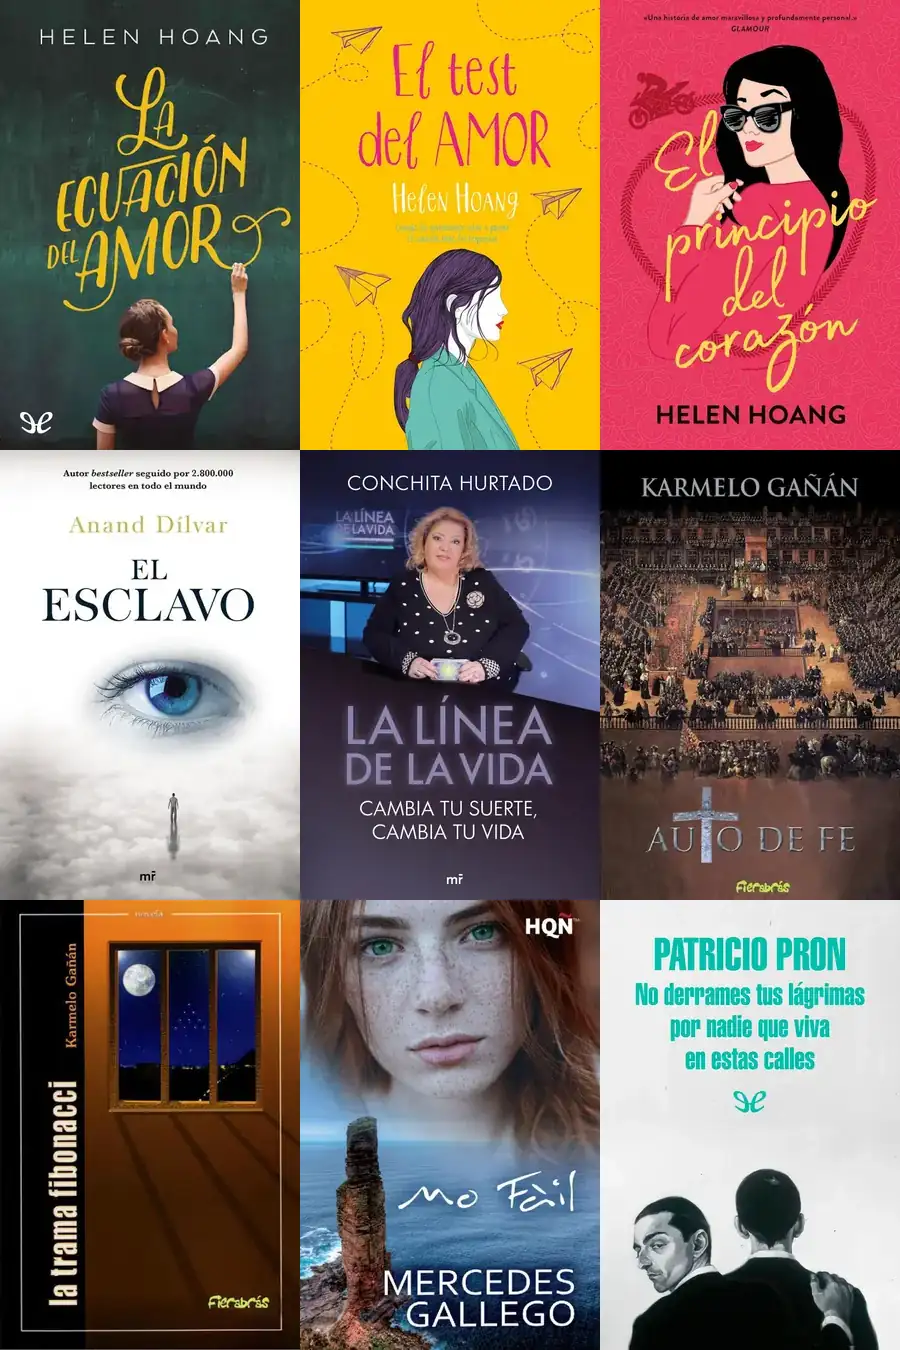 HELEN HOANG
LA
ECUACIÓN
DEL AMOR
El test
del AMOR
Helen Hoang
«Una historia de amor maravillosa y profundamente personal.»
GLAMOUR
El
principio
del
corazón
HELEN HOANG
Autor bestseller seguido por 2.800.000
lectores en todo el mundo
Anand Dílvar
EL
ESCLAVO
mr
CONCHITA HURTADO
LA LÍNEA
DE LA VIDA
LA LÍNEA
DE LA VIDA
CAMBIA TU SUERTE,
CAMBIA TU VIDA
mr
KARMELO GAÑÁN
AUTO DE FE
Fierabrás
novela
Karmelo Gañán
la trama fibonacci
Fierabrás
HQÑ™
Mo Fàil
MERCEDES
GALLEGO
PATRICIO PRON
No derrames tus lágrimas
por nadie que viva
en estas calles